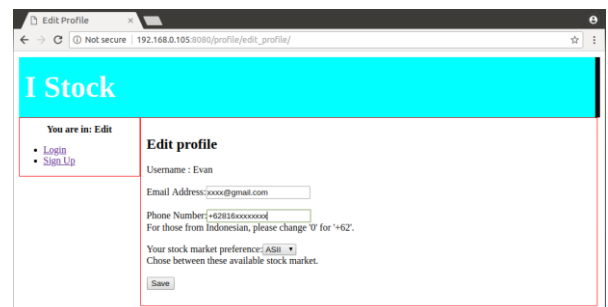 Edit Profile
Not secure | 192.168.0.105:8080/profile/edit_profile/
I Stock
You are in: Edit
Login
Sign Up
Edit profile
Username : Evan
Email Address:xxxx@gmail.com
Phone Number:+62816xxxxxxxx
For those from Indonesian, please change '0' for '+62'.
Your stock market preference:ASII
Chose between these available stock market.
Save